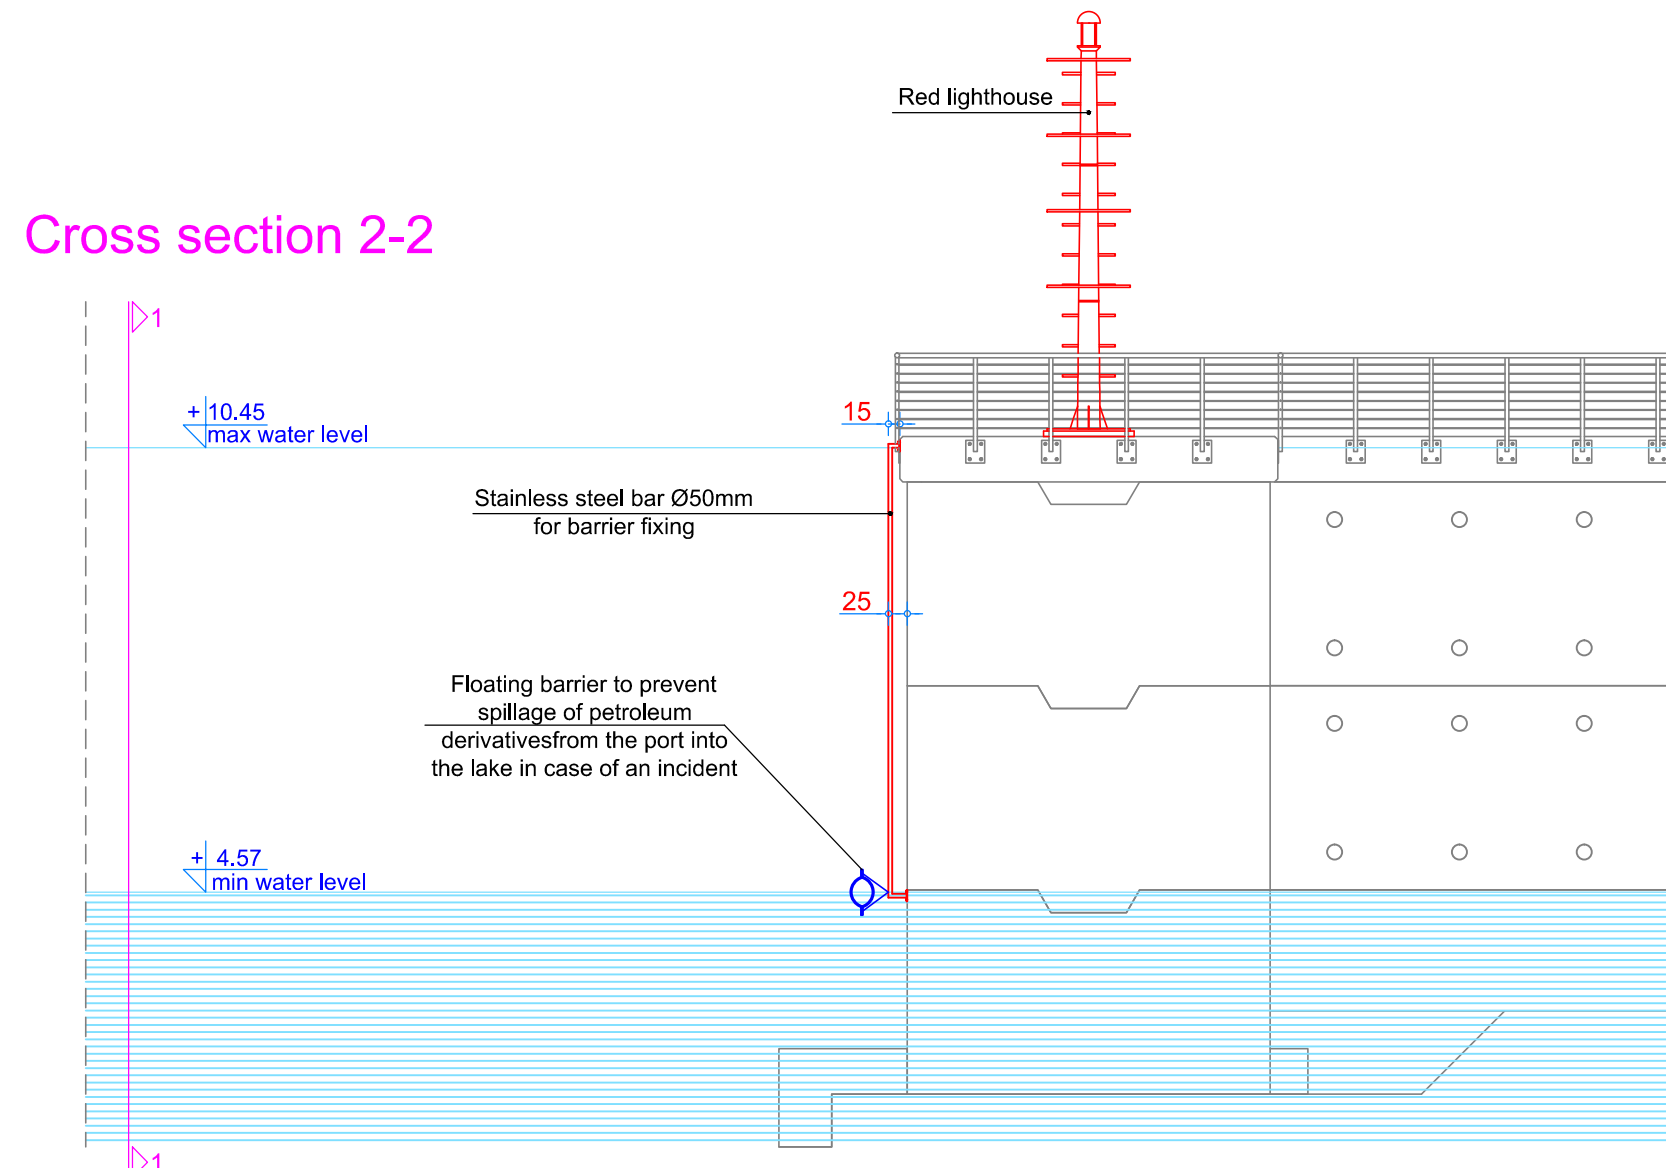 Red lighthouse
Cross section 2-2
1
+ 10.45
max water level
15
Stainless steel bar Ø50mm
for barrier fixing
25
Floating barrier to prevent
spillage of petroleum
derivativesfrom the port into
the lake in case of an incident
+ 4.57
min water level
1